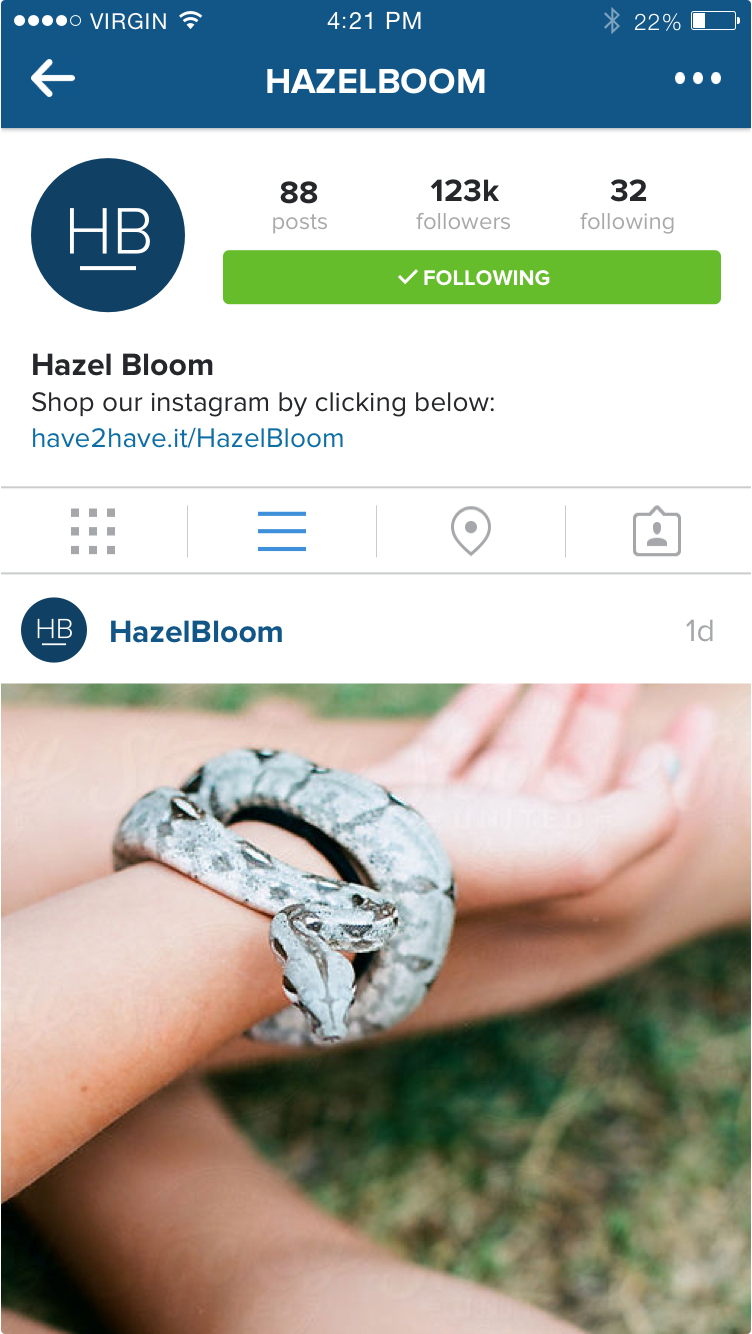 VIRGIN 4:21 PM 22%
HAZELBOOM
88 123k 32
posts followers following
FOLLOWING
HB
Hazel Bloom
Shop our instagram by clicking below:
have2have.it/HazelBloom
HB HazelBloom 1d